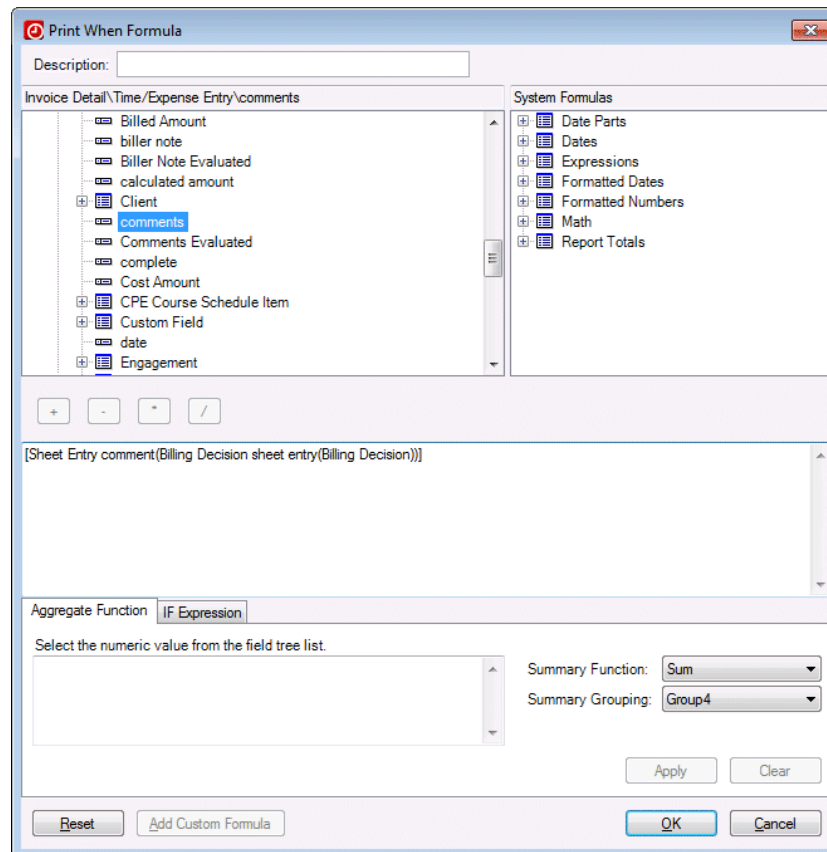 Print When Formula
Description:
Invoice Detail\Time/Expense Entry\comments
System Formulas
Billed Amount
biller note
Biller Note Evaluated
calculated amount
Client
comments
Comments Evaluated
complete
Cost Amount
CPE Course Schedule Item
Custom Field
date
Engagement
Date Parts
Dates
Expressions
Formatted Dates
Formatted Numbers
Math
Report Totals
+ - * /
[Sheet Entry comment(Billing Decision sheet entry(Billing Decision))]
Aggregate Function IF Expression
Select the numeric value from the field tree list.
Summary Function: Sum
Summary Grouping: Group4
Apply Clear
Reset Add Custom Formula OK Cancel